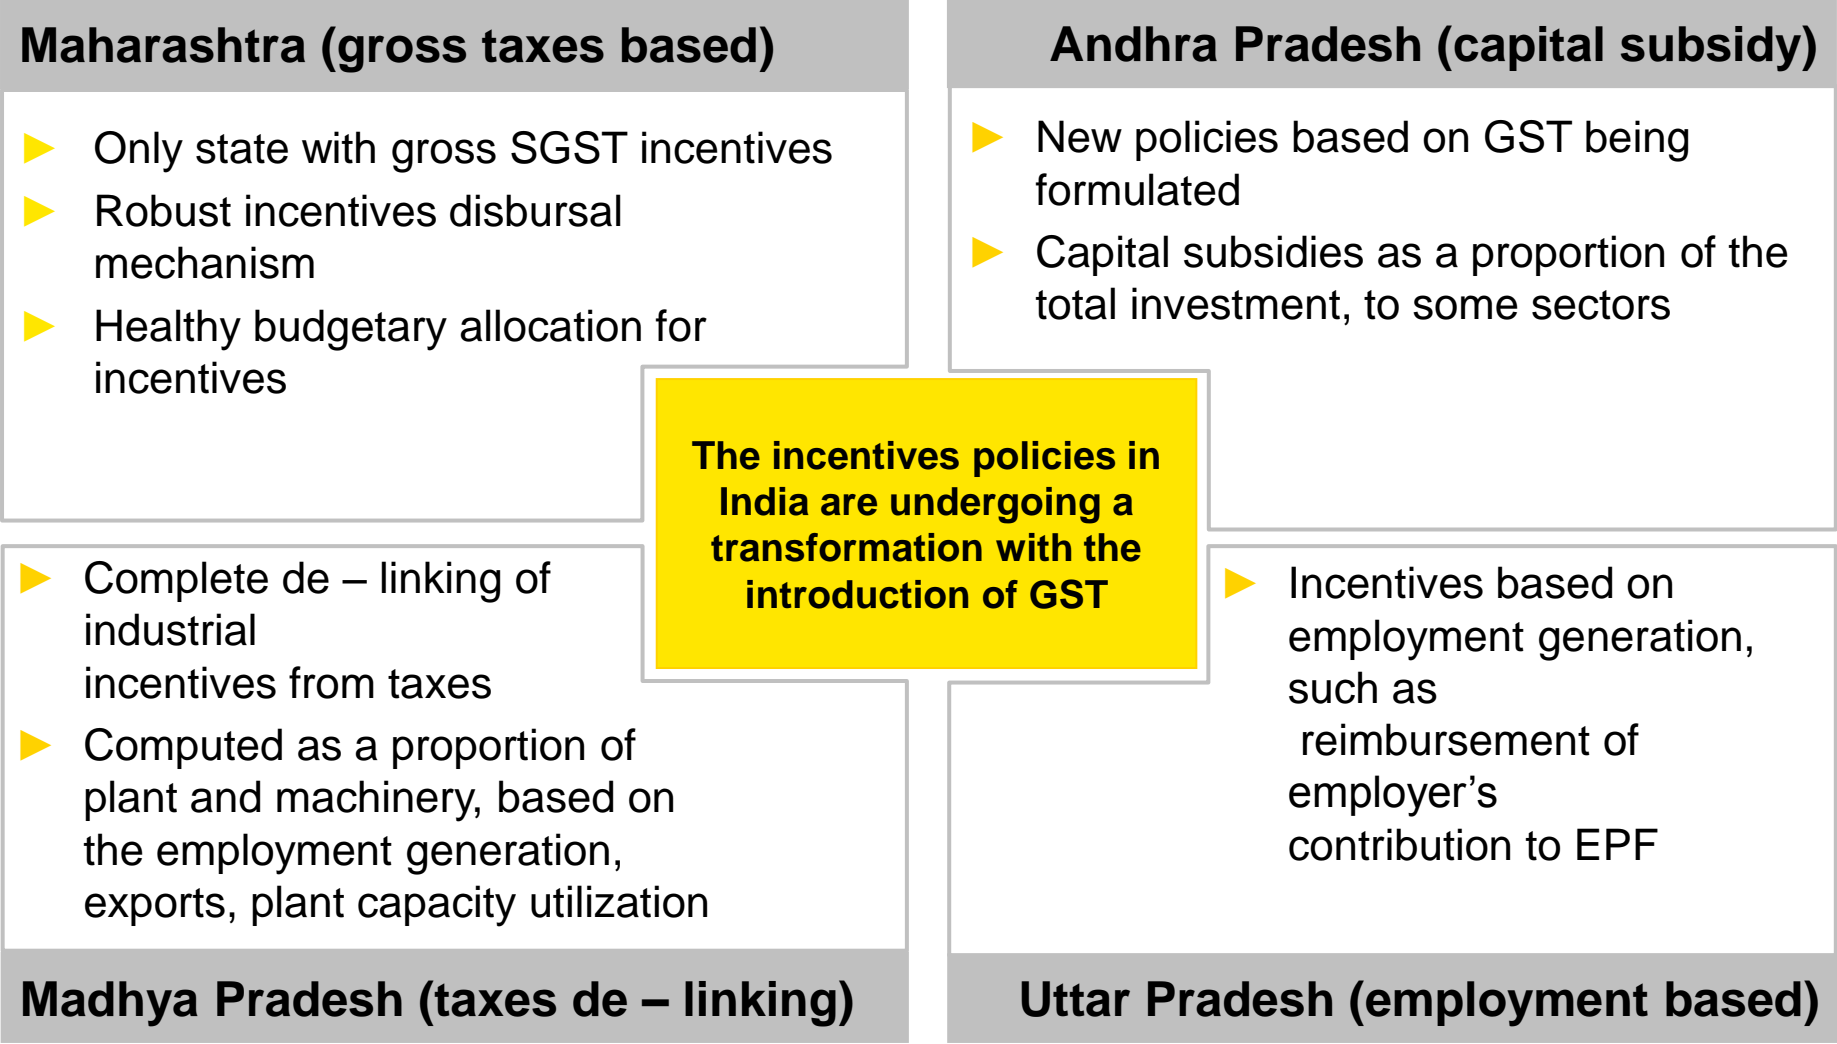 Maharashtra (gross taxes based)
Only state with gross SGST incentives
Robust incentives disbursal
mechanism
Healthy budgetary allocation for
incentives
Andhra Pradesh (capital subsidy)
New policies based on GST being
formulated
Capital subsidies as a proportion of the
total investment, to some sectors
The incentives policies in
India are undergoing a
transformation with the
introduction of GST
Complete de – linking of
industrial
incentives from taxes
Computed as a proportion of
plant and machinery, based on
the employment generation,
exports, plant capacity utilization
Madhya Pradesh (taxes de – linking)
Incentives based on
employment generation,
such as
reimbursement of
employer’s
contribution to EPF
Uttar Pradesh (employment based)